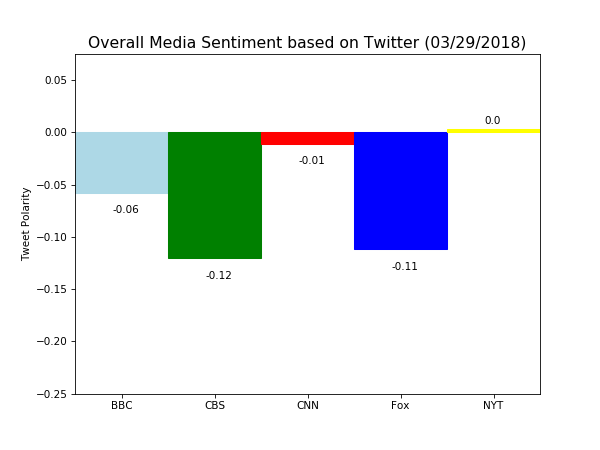 Overall Media Sentiment based on Twitter (03/29/2018)
0.05
0.00
−0.05
−0.10
−0.15
−0.20
−0.25
Tweet Polarity
-0.06
-0.12
-0.01
-0.11
0.0
BBC
CBS
CNN
Fox
NYT